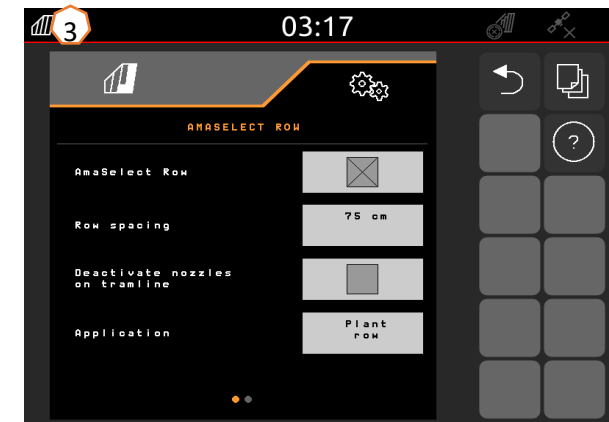 3
03:17
AMASELECT ROW
AmaSelect Row
Row spacing
75 cm
Deactivate nozzles
on tramline
Application
Plant
row
?